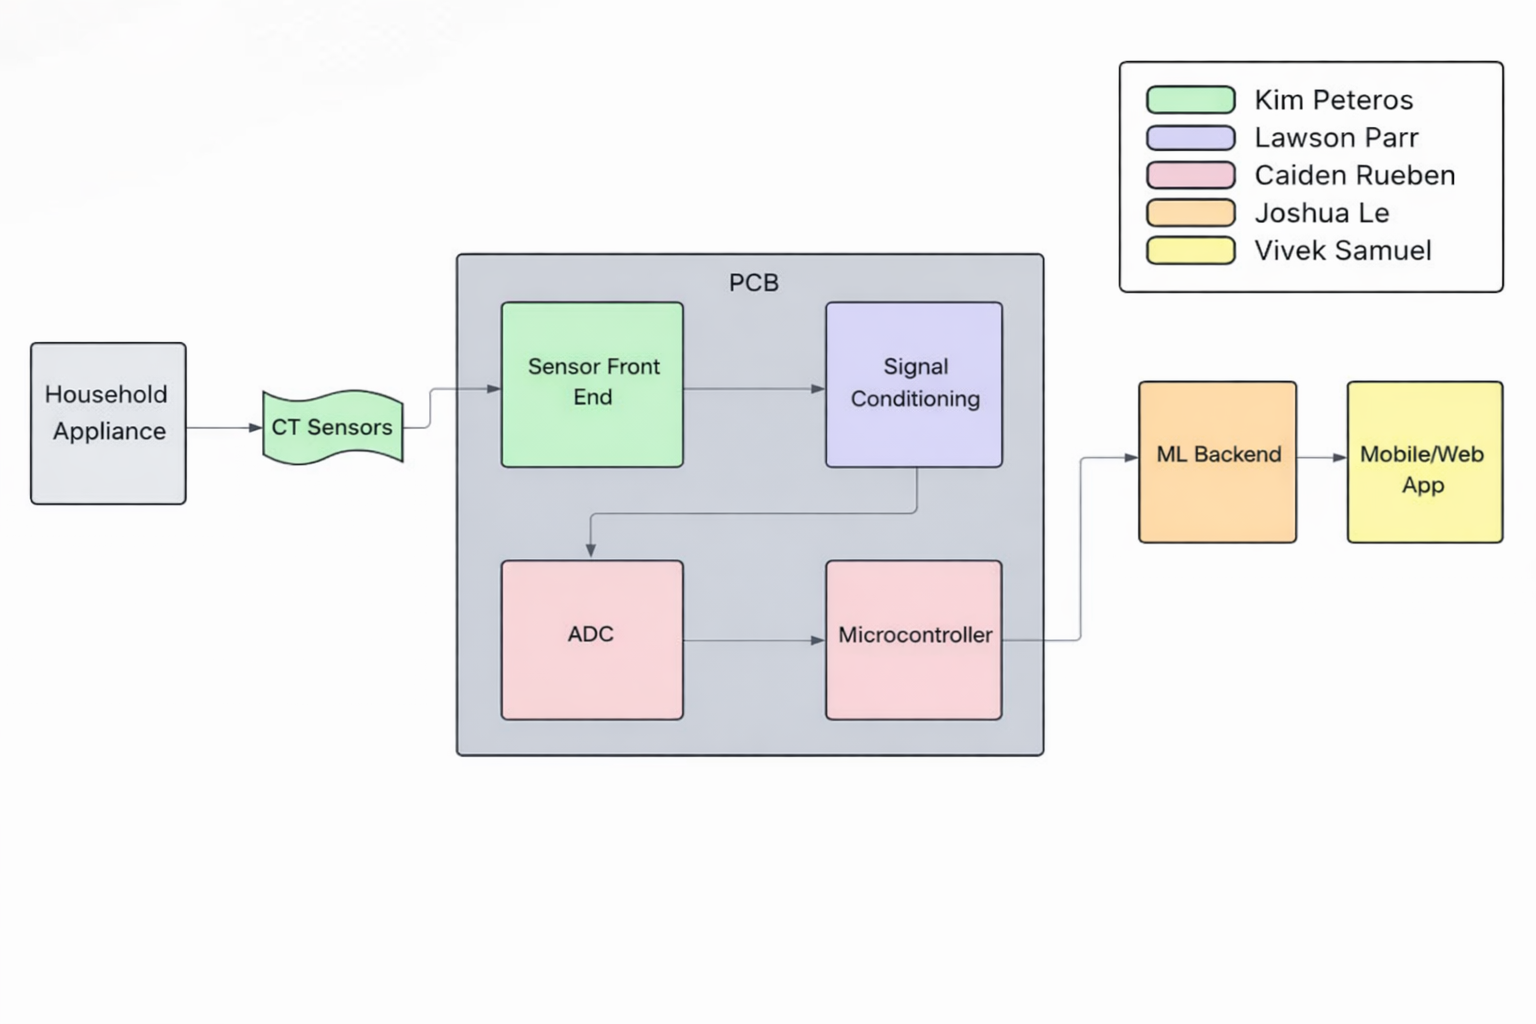 Kim Peteros
Lawson Parr
Caiden Rueben
Joshua Le
Vivek Samuel
PCB
Household
Appliance
CT Sensors
Sensor Front
End
Signal
Conditioning
ADC
Microcontroller
ML Backend
Mobile/Web
App